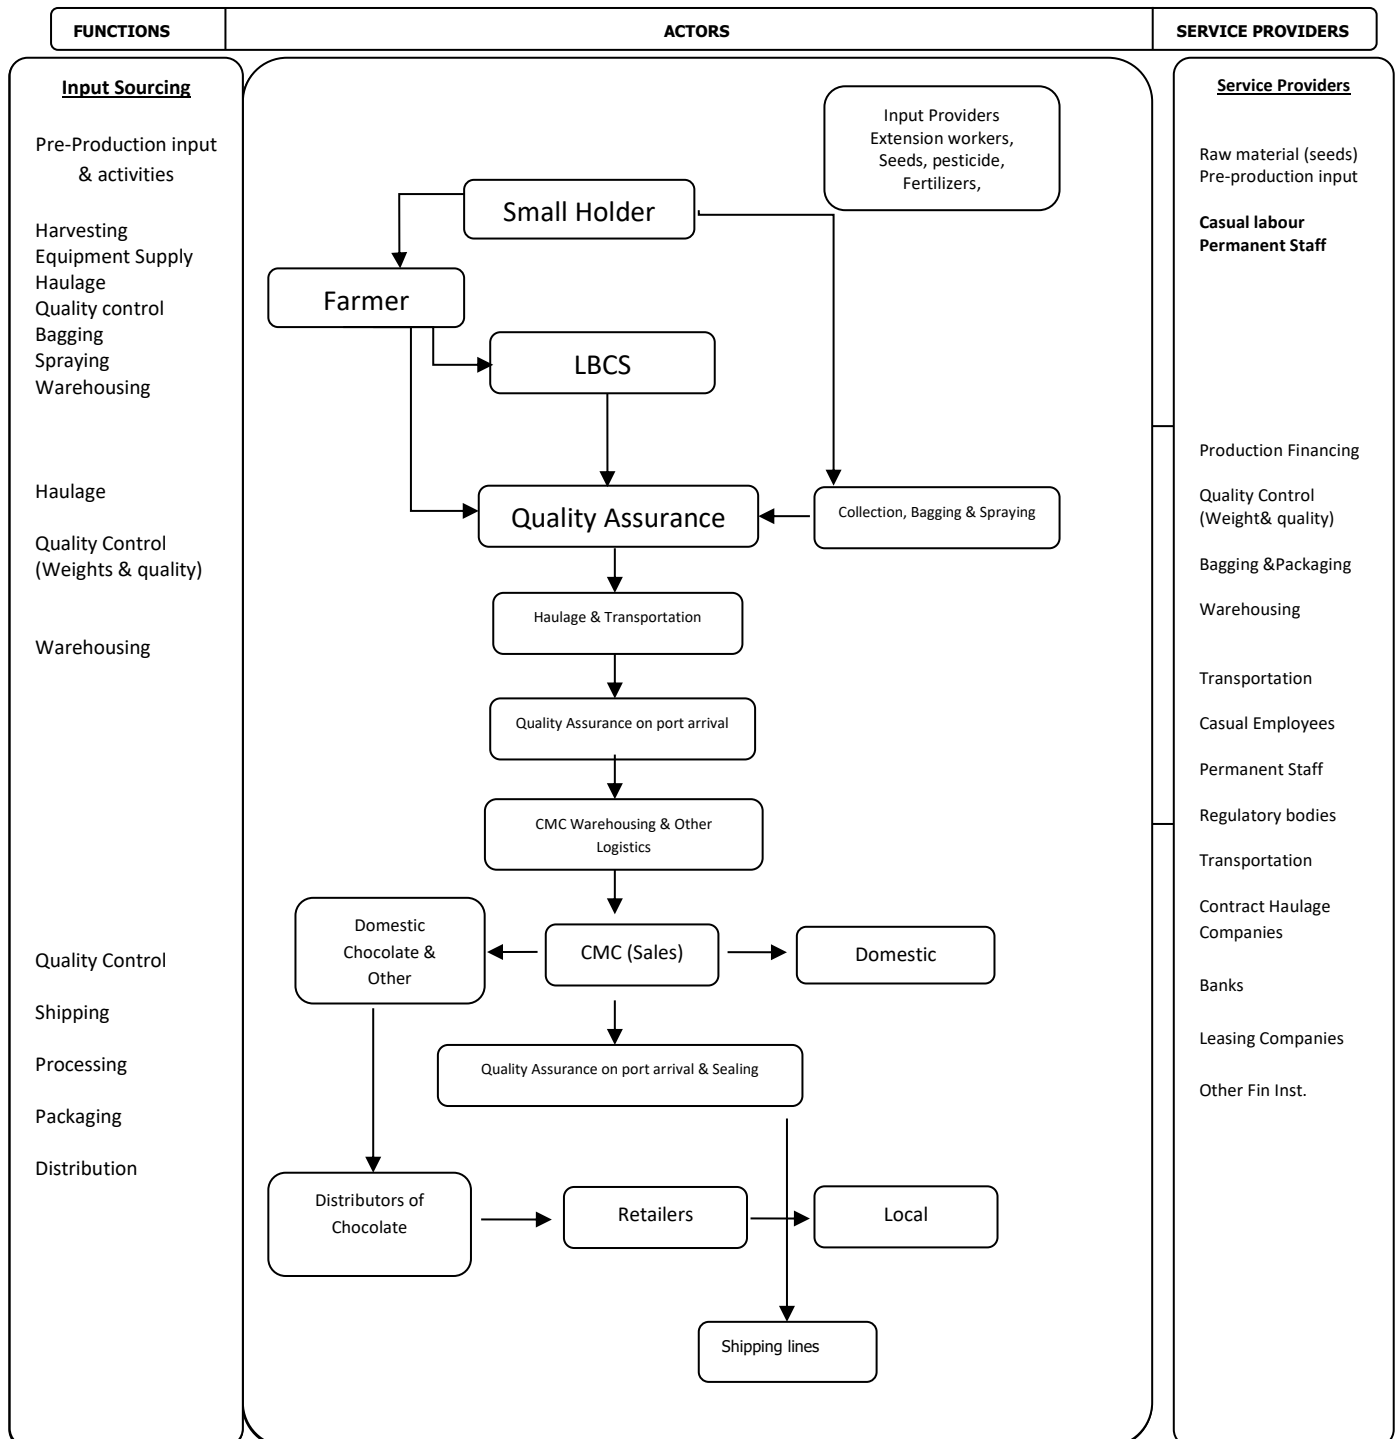 FUNCTIONS
ACTORS
SERVICE PROVIDERS
Input Sourcing
Pre-Production input
& activities
Harvesting
Equipment Supply
Haulage
Quality control
Bagging
Spraying
Warehousing
Haulage
Quality Control
(Weights & quality)
Warehousing
Quality Control
Shipping
Processing
Packaging
Distribution
Input Providers
Extension workers,
Seeds, pesticide,
Fertilizers,
Small Holder
Farmer
LBCS
Quality Assurance
Collection, Bagging & Spraying
Haulage & Transportation
Quality Assurance on port arrival
CMC Warehousing & Other
Logistics
Domestic
Chocolate &
Other
CMC (Sales)
Domestic
Quality Assurance on port arrival & Sealing
Distributors of
Chocolate
Retailers
Local
Shipping lines
Service Providers
Raw material (seeds)
Pre-production input
Casual labour
Permanent Staff
Production Financing
Quality Control
(Weight& quality)
Bagging &Packaging
Warehousing
Transportation
Casual Employees
Permanent Staff
Regulatory bodies
Transportation
Contract Haulage
Companies
Banks
Leasing Companies
Other Fin Inst.